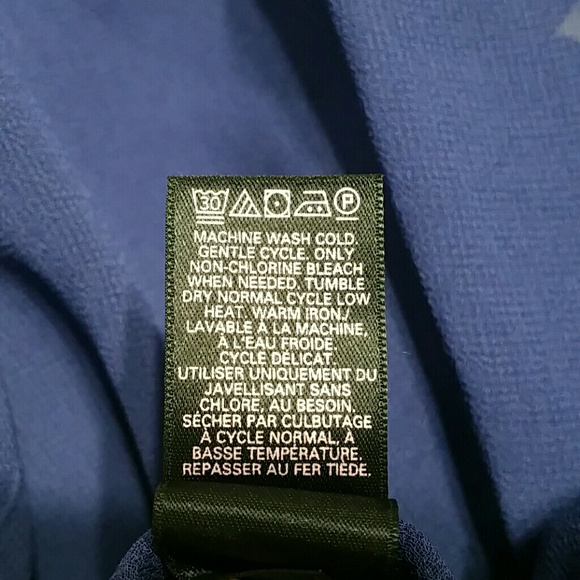 30 P
MACHINE WASH COLD.
GENTLE CYCLE. ONLY
NON-CHLORINE BLEACH
WHEN NEEDED. TUMBLE
DRY NORMAL CYCLE LOW
HEAT. WARM IRON./
LAVABLE À LA MACHINE,
À L'EAU FROIDE.
CYCLE DÉLICAT.
UTILISER UNIQUEMENT DU
JAVELLISANT SANS
CHLORE, AU BESOIN.
SÉCHER PAR CULBUTAGE
À CYCLE NORMAL, À
BASSE TEMPÉRATURE.
REPASSER AU FER TIÈDE.